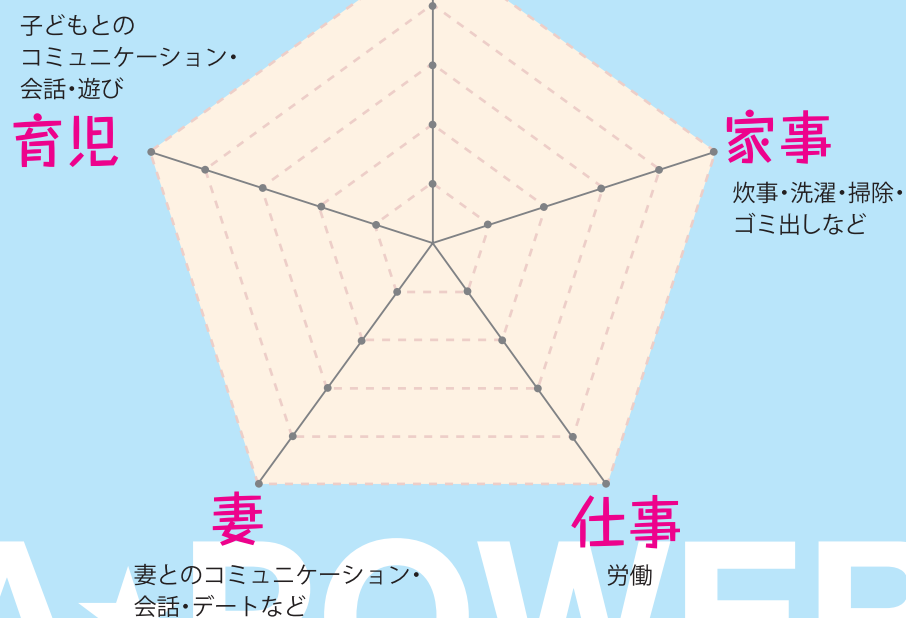 子どもとの
コミュニケーション・
会話・遊び
育児
家事
炊事・洗濯・掃除・
ゴミ出しなど
妻
妻とのコミュニケーション・
会話・デートなど
仕事
労働
A★POWER